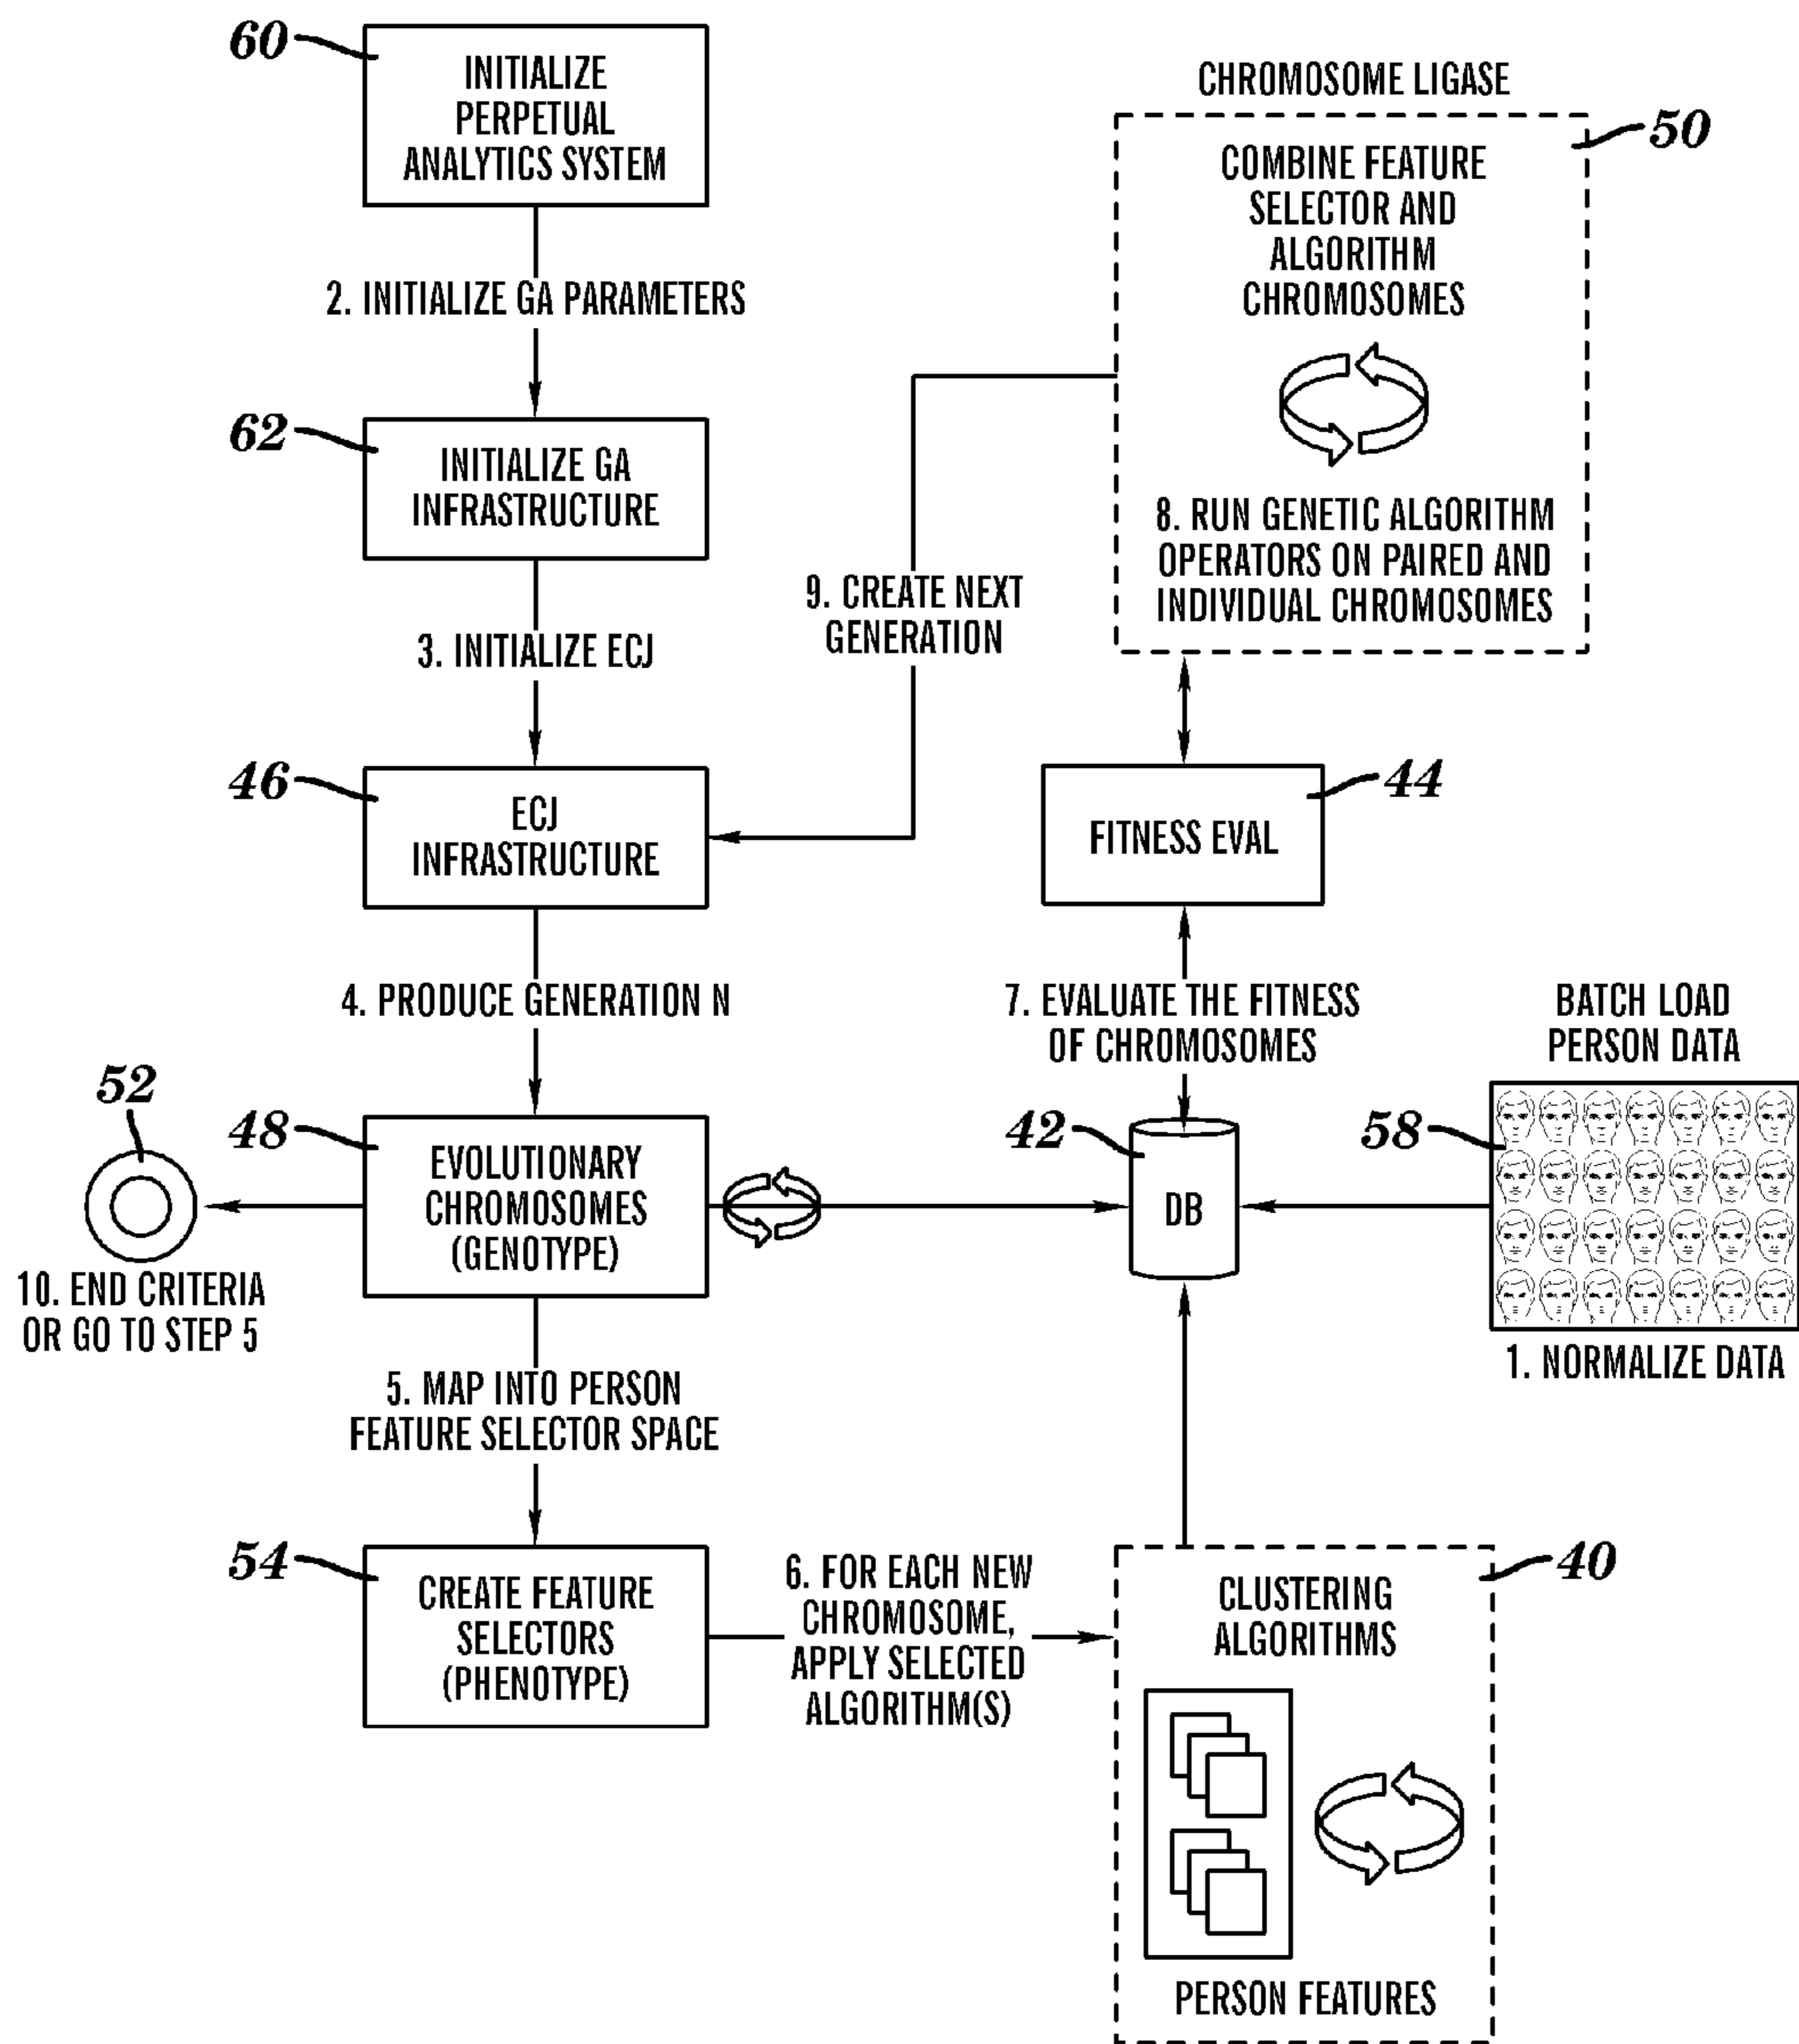 60
INITIALIZE
PERPETUAL
ANALYTICS SYSTEM
2. INITIALIZE GA PARAMETERS
62
INITIALIZE GA
INFRASTRUCTURE
3. INITIALIZE ECJ
46
ECJ
INFRASTRUCTURE
4. PRODUCE GENERATION N
52
10. END CRITERIA
OR GO TO STEP 5
48
EVOLUTIONARY
CHROMOSOMES
(GENOTYPE)
5. MAP INTO PERSON
FEATURE SELECTOR SPACE
54
CREATE FEATURE
SELECTORS
(PHENOTYPE)
6. FOR EACH NEW
CHROMOSOME,
APPLY SELECTED
ALGORITHM(S)
CHROMOSOME LIGASE
50
COMBINE FEATURE
SELECTOR AND
ALGORITHM
CHROMOSOMES
8. RUN GENETIC ALGORITHM
OPERATORS ON PAIRED AND
INDIVIDUAL CHROMOSOMES
9. CREATE NEXT
GENERATION
44
FITNESS EVAL
7. EVALUATE THE FITNESS
OF CHROMOSOMES
42
DB
BATCH LOAD
PERSON DATA
58
1. NORMALIZE DATA
40
CLUSTERING
ALGORITHMS
PERSON FEATURES